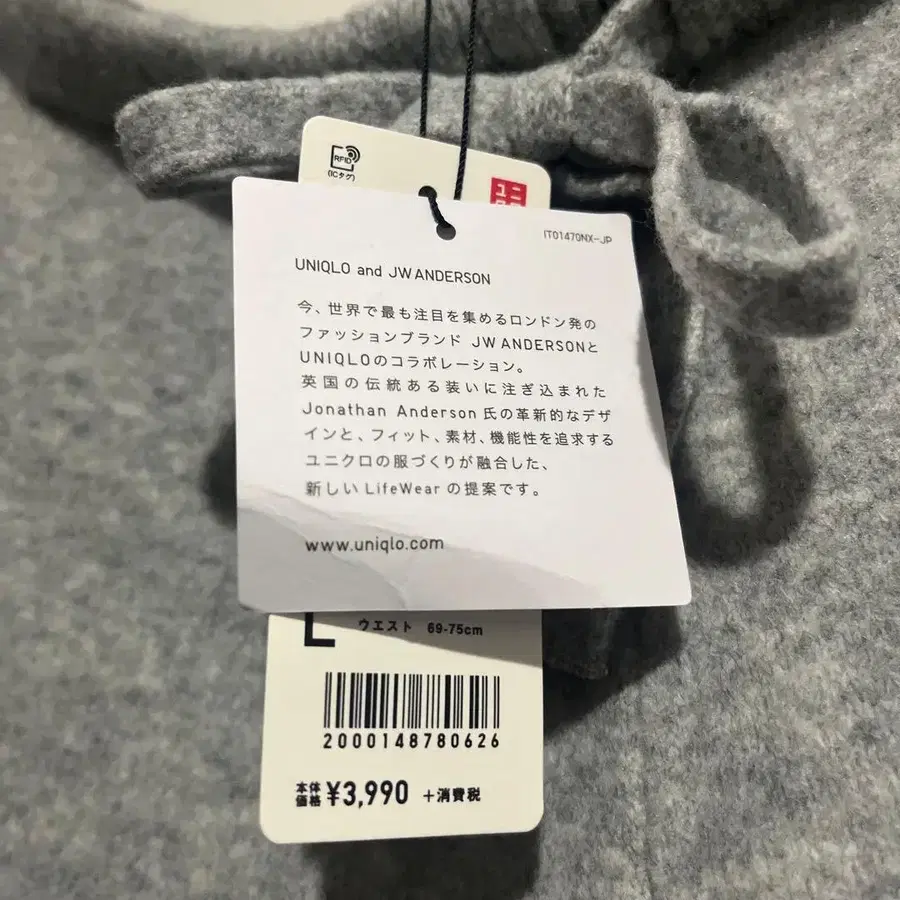 RFID
(ICタグ)
ユニ
IT01470NX-JP
UNIQLO and JW ANDERSON
今、世界で最も注目を集めるロンドン発の
ファッションブランド JW ANDERSONと
UNIQLOのコラボレーション。
英国の伝統ある装いに注ぎ込まれた
Jonathan Anderson 氏の革新的なデザ
インと、フィット、素材、機能性を追求する
ユニクロの服づくりが融合した、
新しい LifeWear の提案です。
www.uniqlo.com
L ウエスト 69-75cm
2000148780626
本体価格 ¥3,990 +消費税